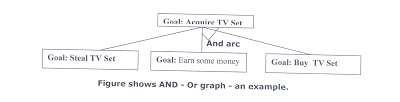 Goal: Acquire TV Set
And arc
Goal: Steal TV Set
Goal: Earn some money
Goal: Buy TV Set
Figure shows AND - Or graph - an example.